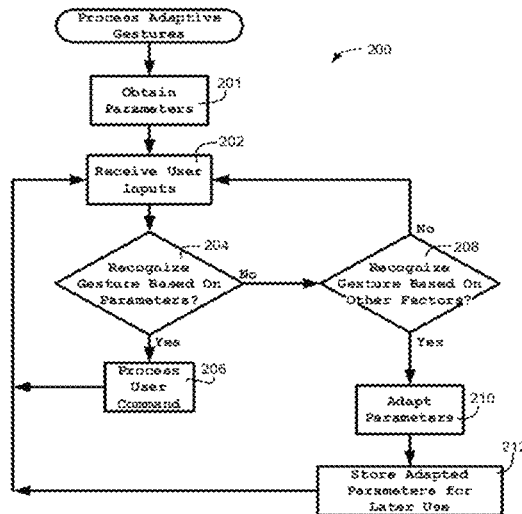 Process Adaptive
Gestures
200
201
Obtain
Parameters
202
Receive User
Inputs
204
Recognize
Gesture Based On
Parameters?
No
Yes
No
208
Recognize
Gesture Based On
Other Factors?
Yes
Process
User
Command
206
Adapt
Parameters
210
212
Store Adapted
Parameters for
Later Use